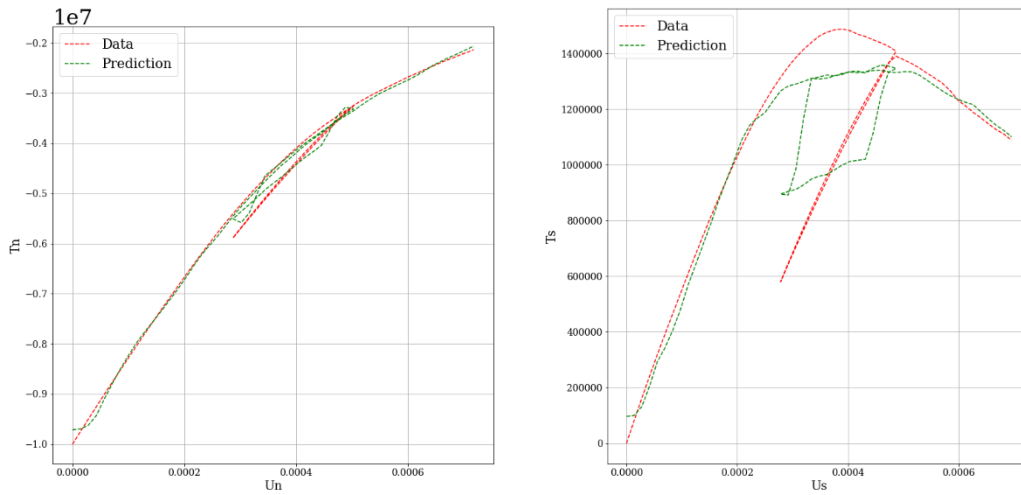 1e7
Data
Prediction
−0.2
−0.3
−0.4
−0.5
−0.6
−0.7
−0.8
−0.9
−1.0
Tn
0.0000 0.0002 0.0004 0.0006
Un
Data
Prediction
1400000
1200000
1000000
800000
600000
400000
200000
0
Ts
0.0000 0.0002 0.0004 0.0006
Us